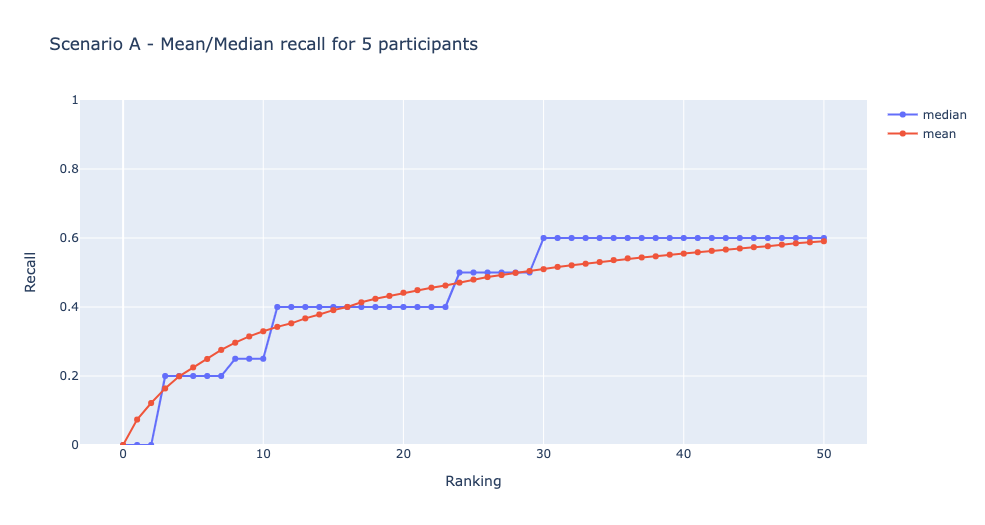 Scenario A - Mean/Median recall for 5 participants
median
mean
1
0.8
0.6
0.4
0.2
0
Recall
0 10 20 30 40 50
Ranking